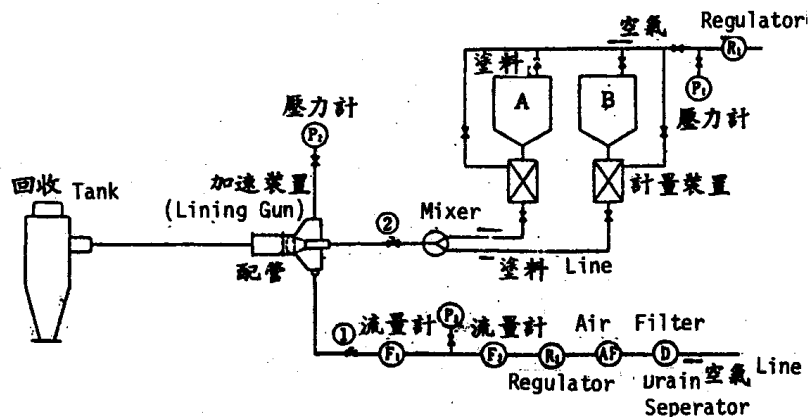 空氣
Regulator
R₁
塗料
A
B
P₁
壓力計
壓力計
P₂
計量裝置
回收 Tank
加速裝置
(Lining Gun)
②
Mixer
配管
塗料 Line
①
流量計
流量計
Air Filter
F₁
F₂
AF
D
空氣 Line
Regulator
Drain
Seperator